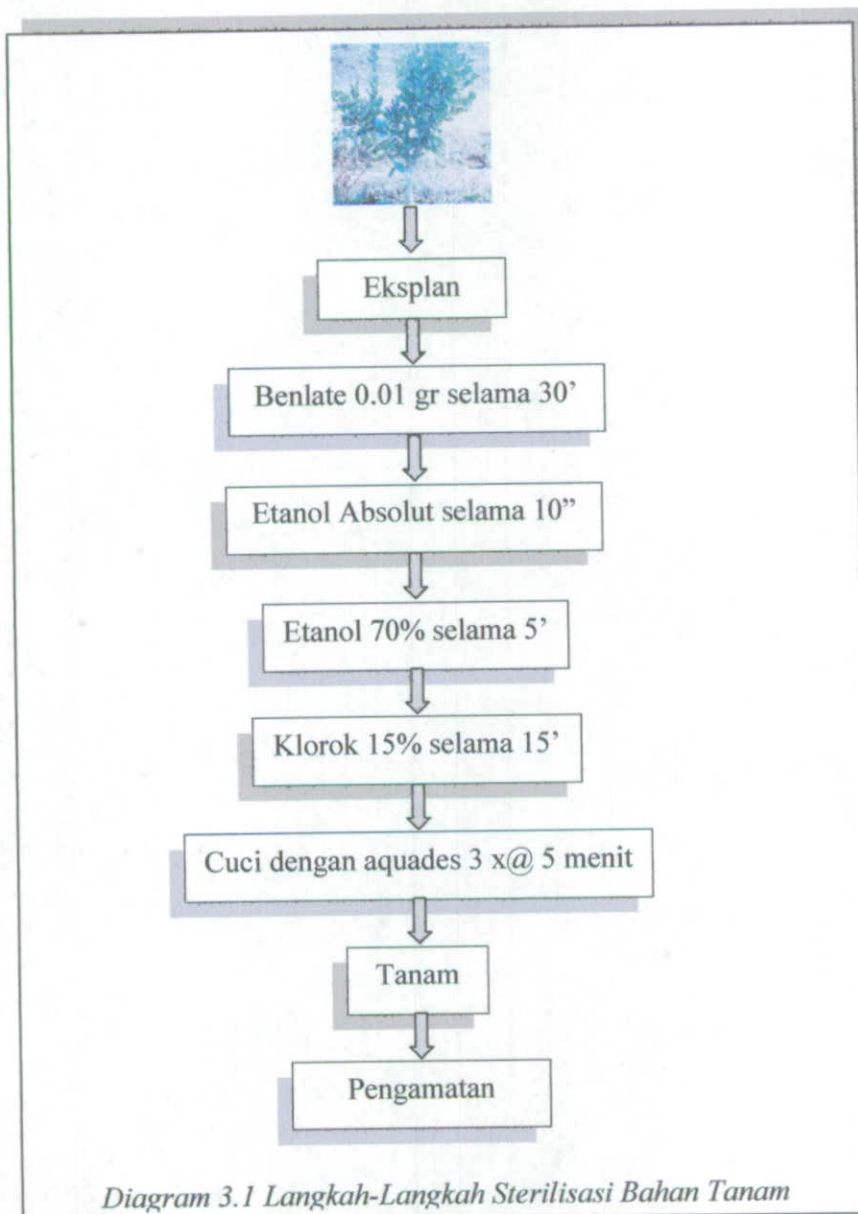 Eksplan
Benlate 0.01 gr selama 30’
Etanol Absolut selama 10”
Etanol 70% selama 5’
Klorok 15% selama 15’
Cuci dengan aquades 3 x@ 5 menit
Tanam
Pengamatan
Diagram 3.1 Langkah-Langkah Sterilisasi Bahan Tanam